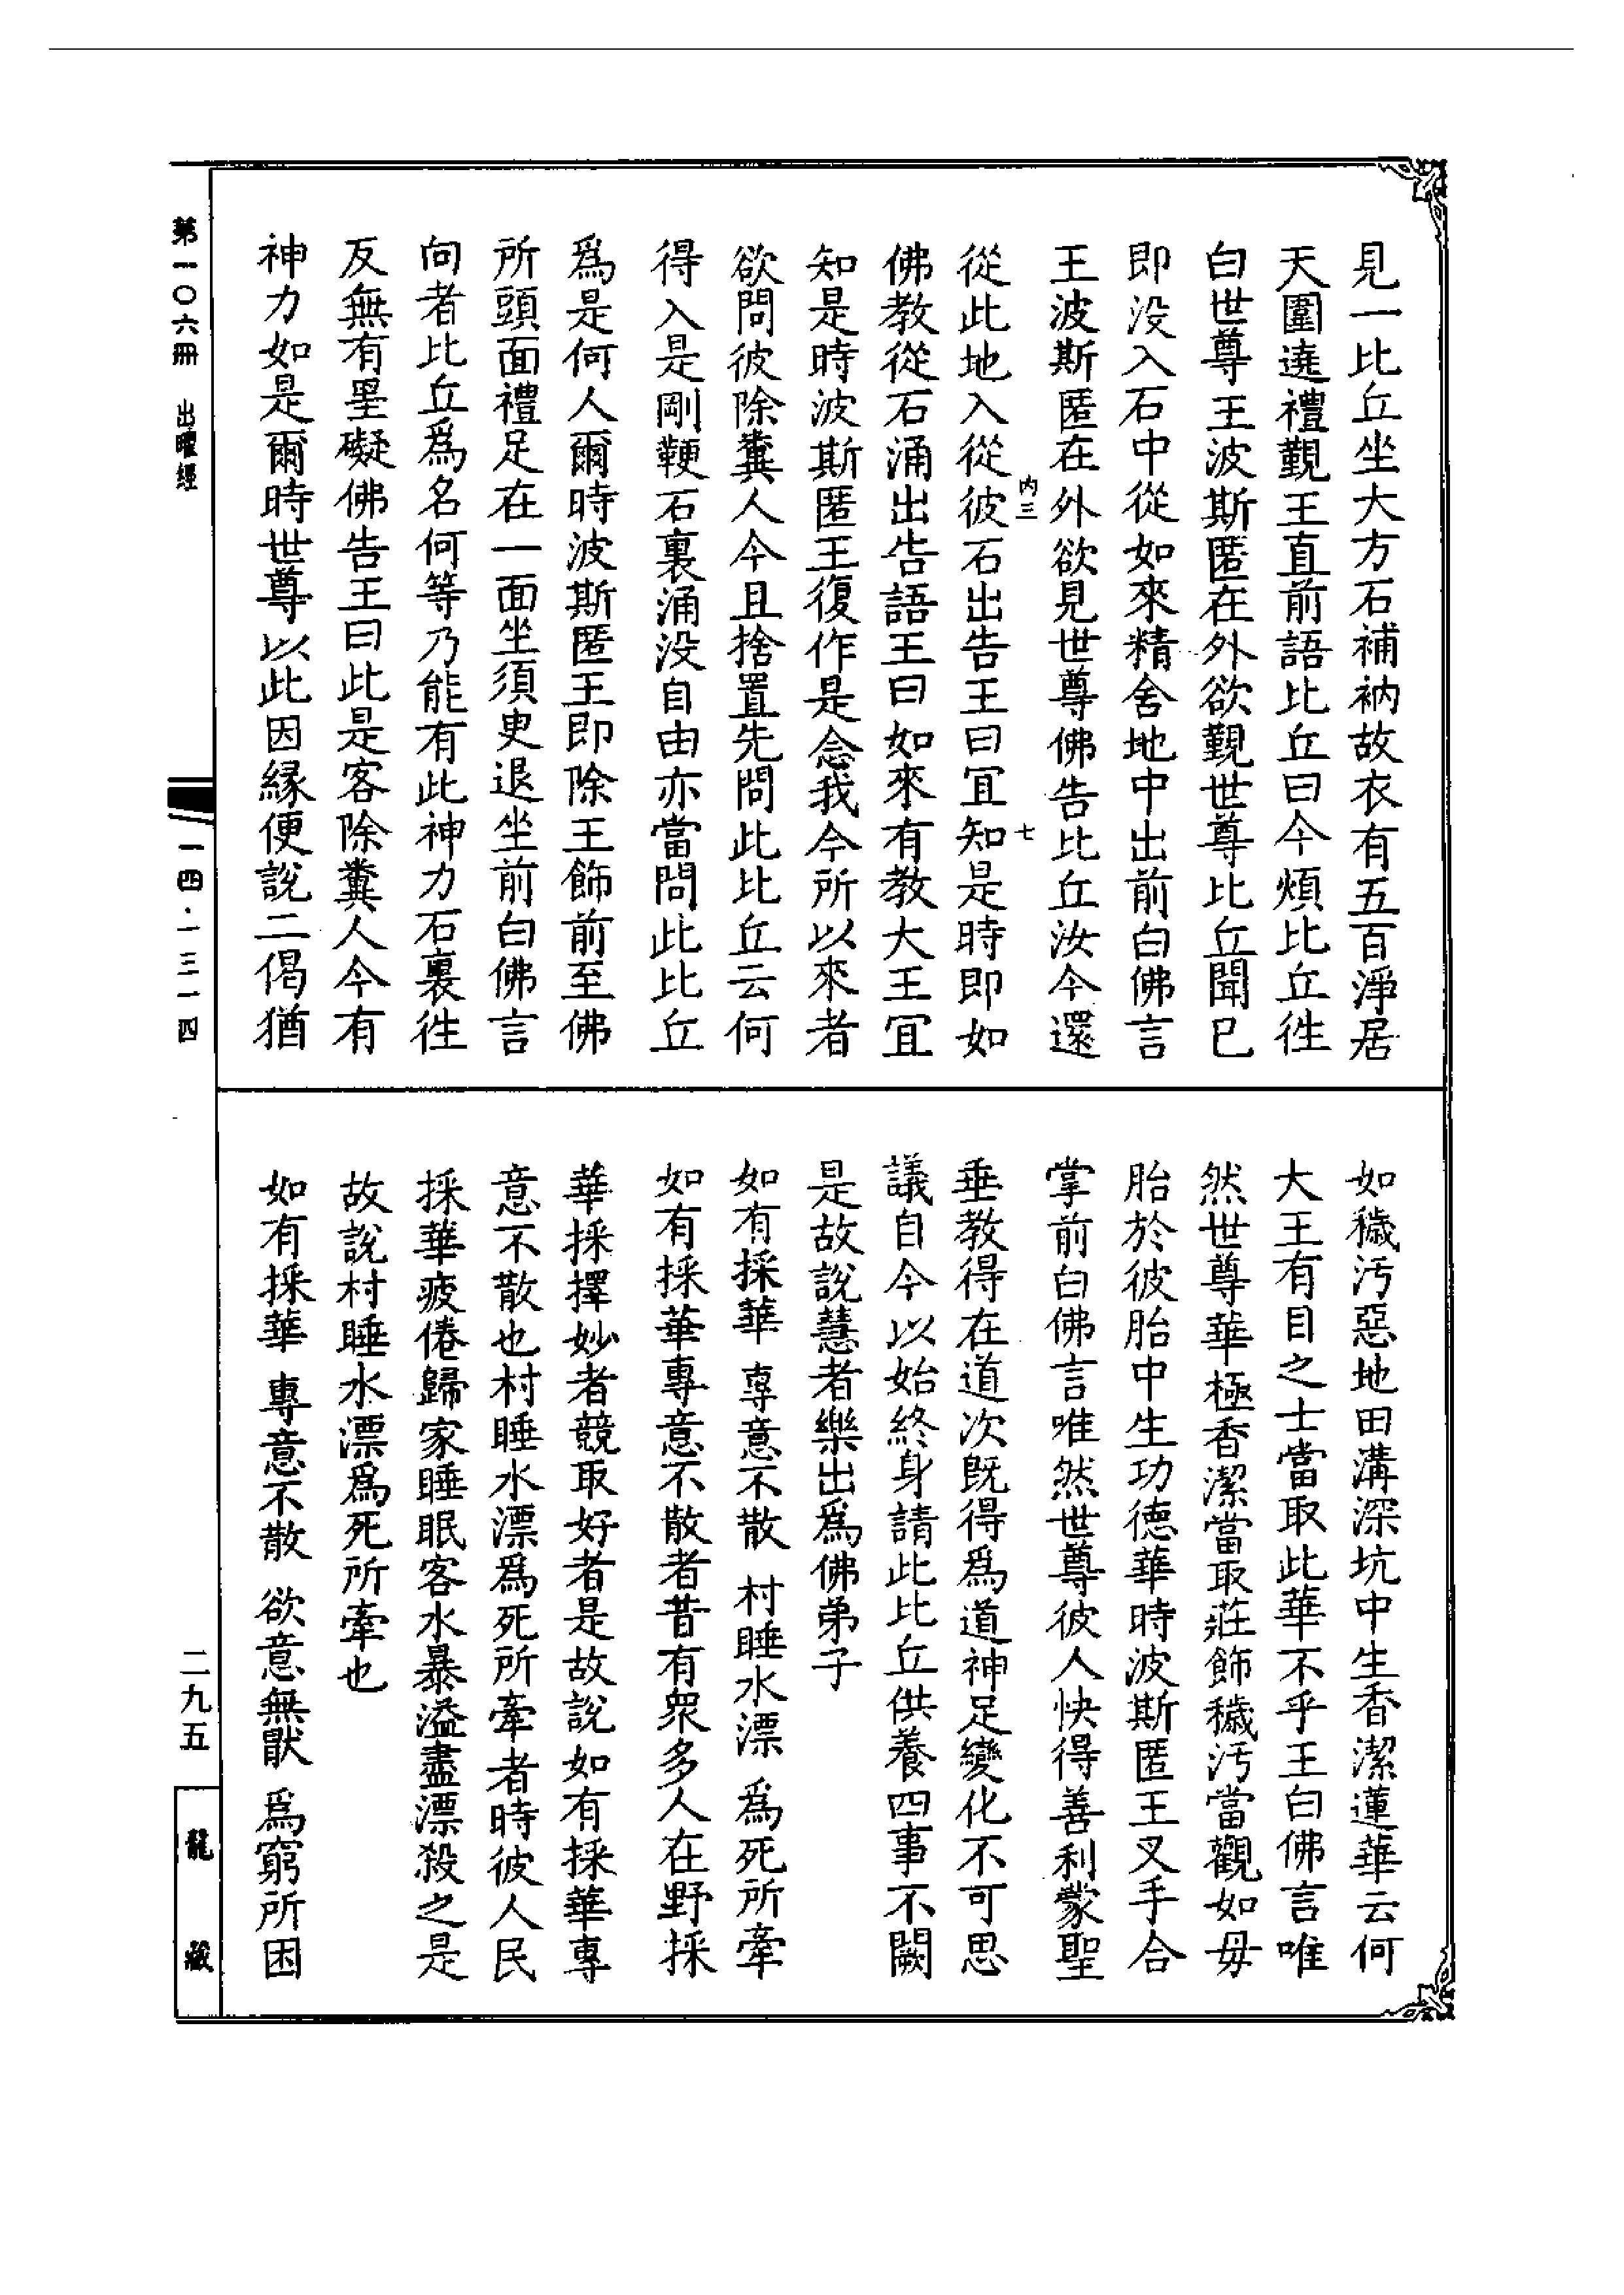 見一比丘坐大方石補衲故衣有五百淨居
天圍遶禮覲王直前語比丘曰今煩比丘徃
白世尊王波斯匿在外欲覲世尊比丘聞已
即没入石中從如來精舍地中出前白佛言
王波斯匿在外欲見世尊佛告比丘汝今還
内三 七
從此地入從彼石出告王曰宜知是時即如
佛教從石涌出告語王曰如來有教大王宜
知是時波斯匿王復作是念我今所以來者
欲問彼除糞人今且捨置先問此比丘云何
得入是剛鞕石裏涌没自由亦當問此比丘
爲是何人爾時波斯匿王即除王飾前至佛
所頭面禮足在一面坐須更退坐前白佛言
向者比丘爲名何等乃能有此神力石裏徃
反無有罣礙佛告王曰此是客除糞人今有
神力如是爾時世尊以此因縁便說二偈猶
如穢汚惡地田溝深坑中生香潔蓮華云何
大王有目之士當取此華不乎王白佛言唯
然世尊華極香潔當取莊飾穢汚當觀如毋
胎於彼胎中生功德華時波斯匿王叉手合
掌前白佛言唯然世尊彼人快得善利蒙聖
垂教得在道次既得爲道神足變化不可思
議自今以始終身請此比丘供養四事不闕
是故說慧者樂出爲佛弟子
如有採華 專意不散 村睡水漂 爲死所牽
如有採華專意不散者昔有衆多人在野採
華採擇妙者競取好者是故說如有採華專
意不散也村睡水漂爲死所牽者時彼人民
採華疲倦歸家睡眠客水暴溢盡漂殺之是
故說村睡水漂爲死所牽也
如有採華 專意不散 欲意無猒 爲窮所困
第一〇六冊 出曜經
一四·一三一四
二九五
龍藏